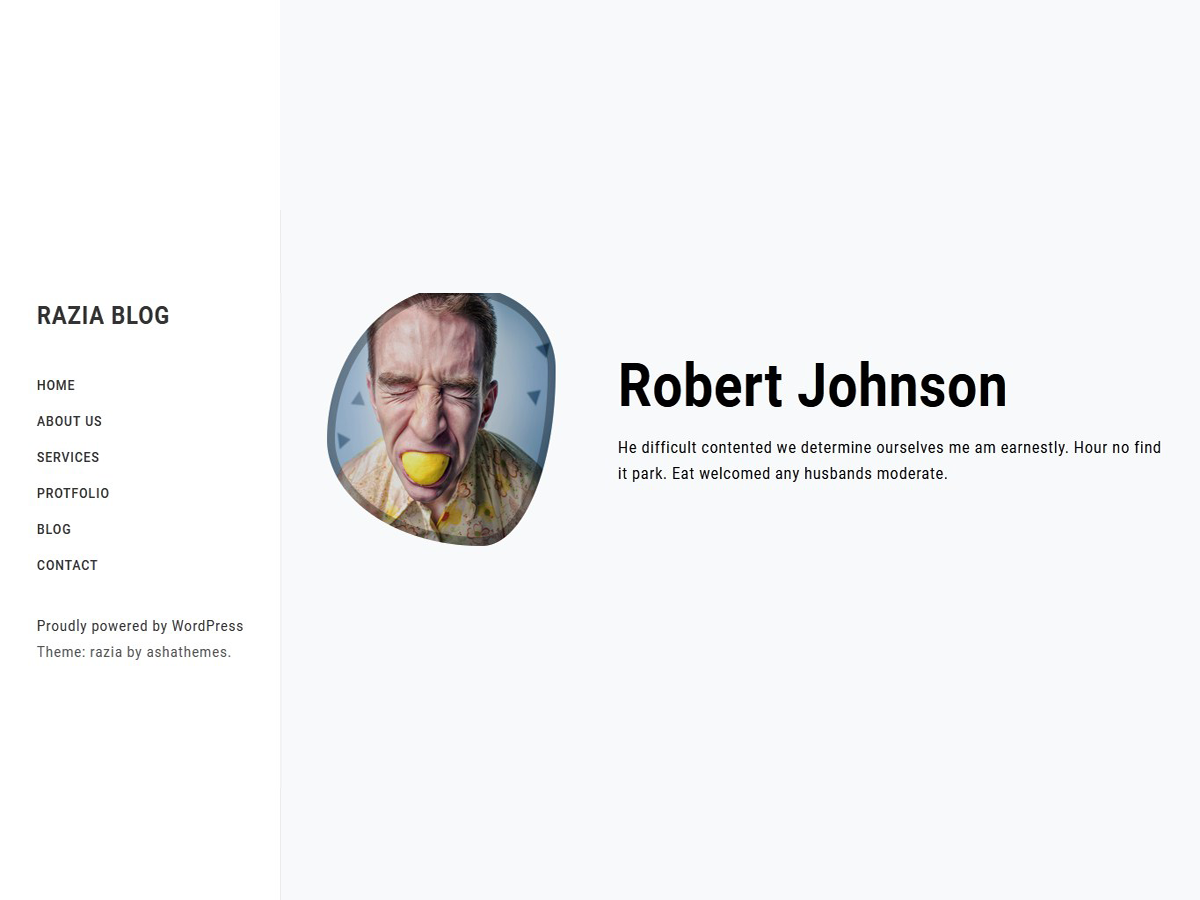 RAZIA BLOG
HOME
ABOUT US
SERVICES
PROTFOLIO
BLOG
CONTACT
Proudly powered by WordPress
Theme: razia by ashathemes.
Robert Johnson
He difficult contented we determine ourselves me am earnestly. Hour no find
it park. Eat welcomed any husbands moderate.